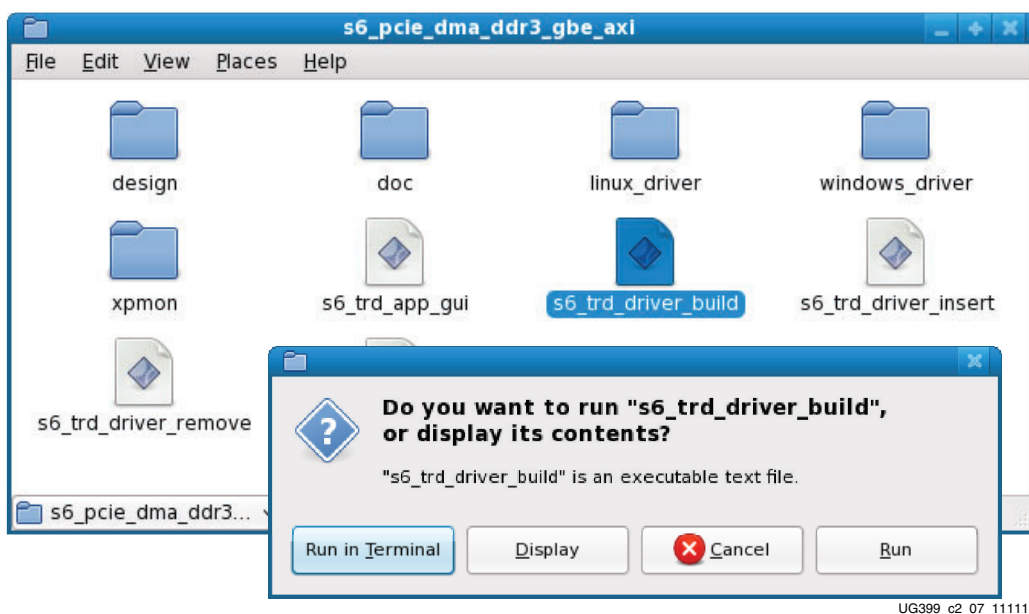 s6_pcie_dma_ddr3_gbe_axi
File Edit View Places Help
design doc linux_driver windows_driver
xpmon s6_trd_app_gui s6_trd_driver_build s6_trd_driver_insert
s6_trd_driver_remove
Do you want to run "s6_trd_driver_build",
or display its contents?
"s6_trd_driver_build" is an executable text file.
s6_pcie_dma_ddr3...
Run in Terminal Display Cancel Run
UG399_c2_07_11111